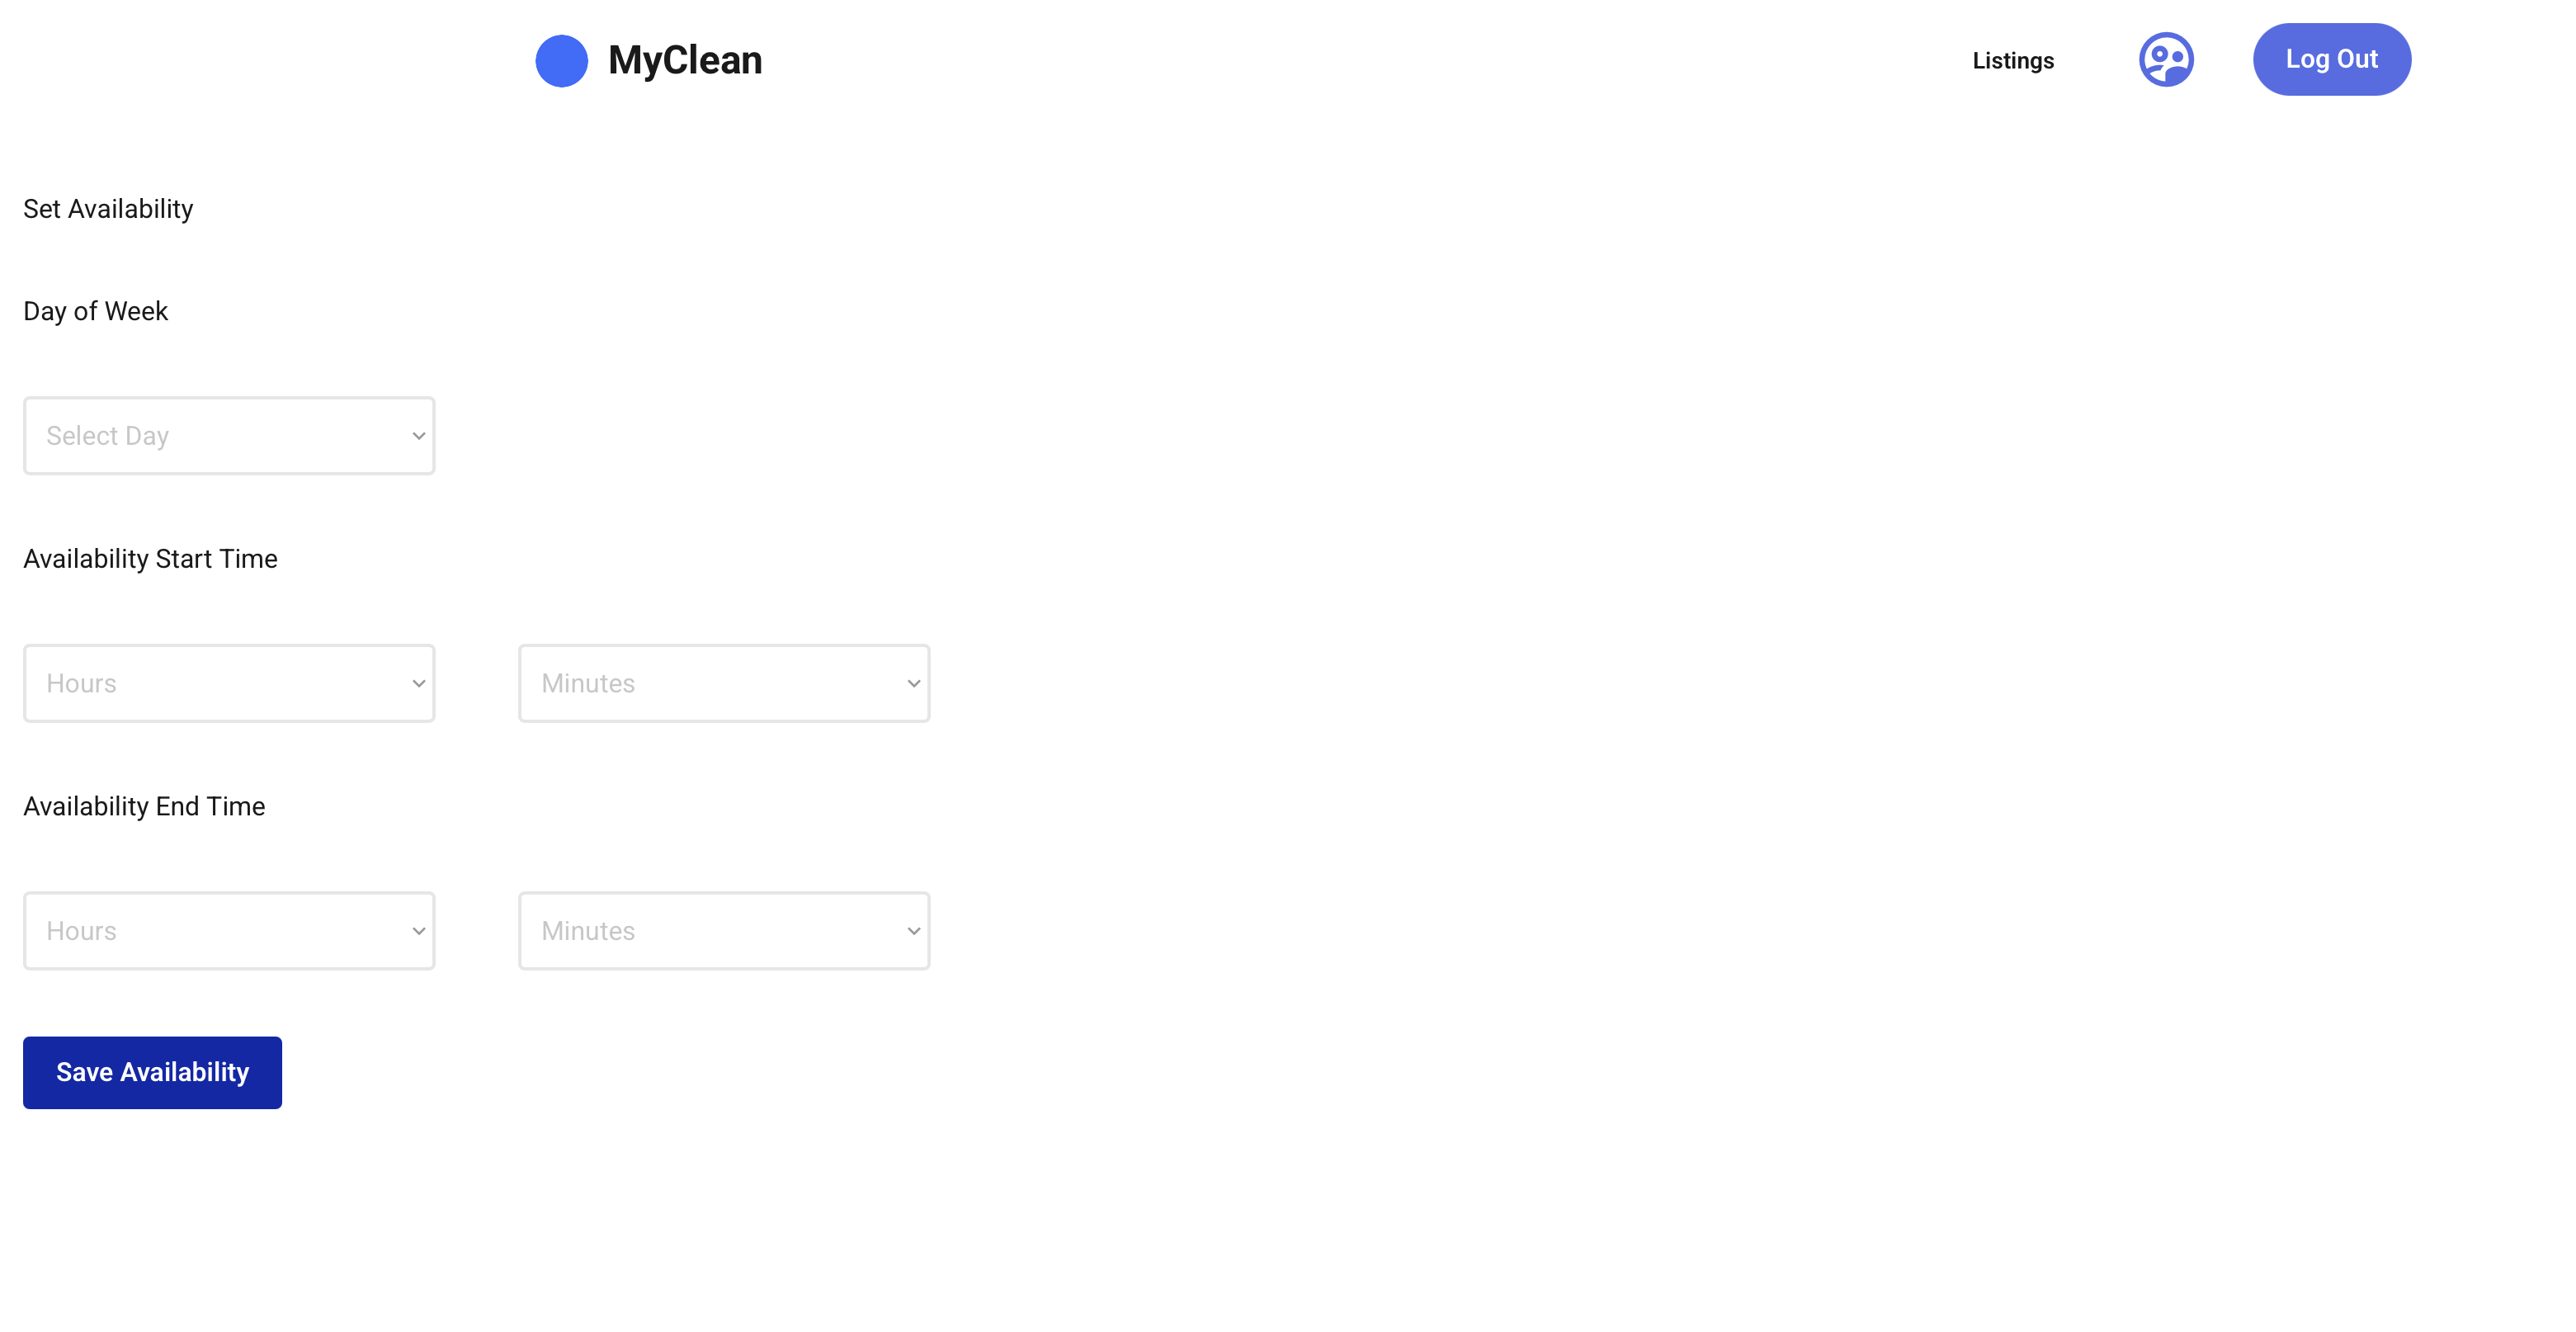 MyClean
Listings
Log Out
Set Availability
Day of Week
Select Day
Availability Start Time
Hours
Minutes
Availability End Time
Hours
Minutes
Save Availability